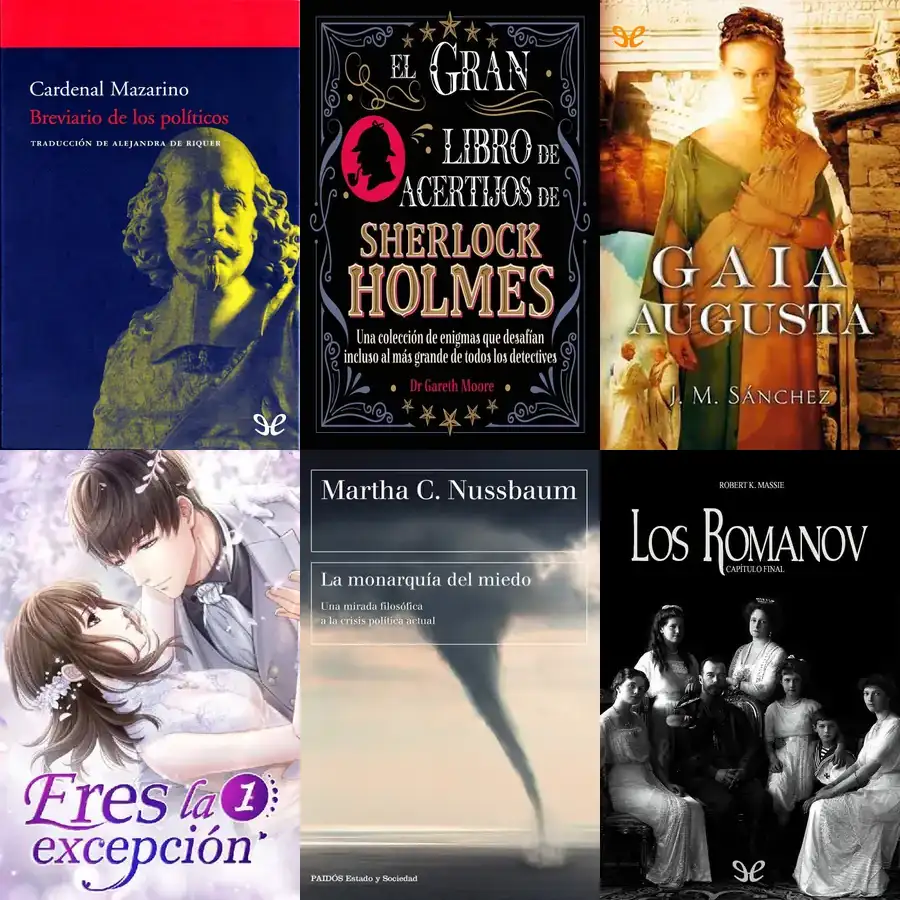 Cardenal Mazarino
Breviario de los políticos
TRADUCCIÓN DE ALEJANDRA DE RIQUER
EL GRAN
LIBRO DE
ACERTIJOS DE
SHERLOCK
HOLMES
Una colección de enigmas que desafían
incluso al más grande de todos los detectives
Dr Gareth Moore
GAIA
AUGUSTA
J. M. SÁNCHEZ
Eres la 1
excepción
Martha C. Nussbaum
La monarquía del miedo
Una mirada filosófica
a la crisis política actual
PAIDÓS Estado y Sociedad
ROBERT K. MASSIE
LOS ROMANOV
CAPÍTULO FINAL